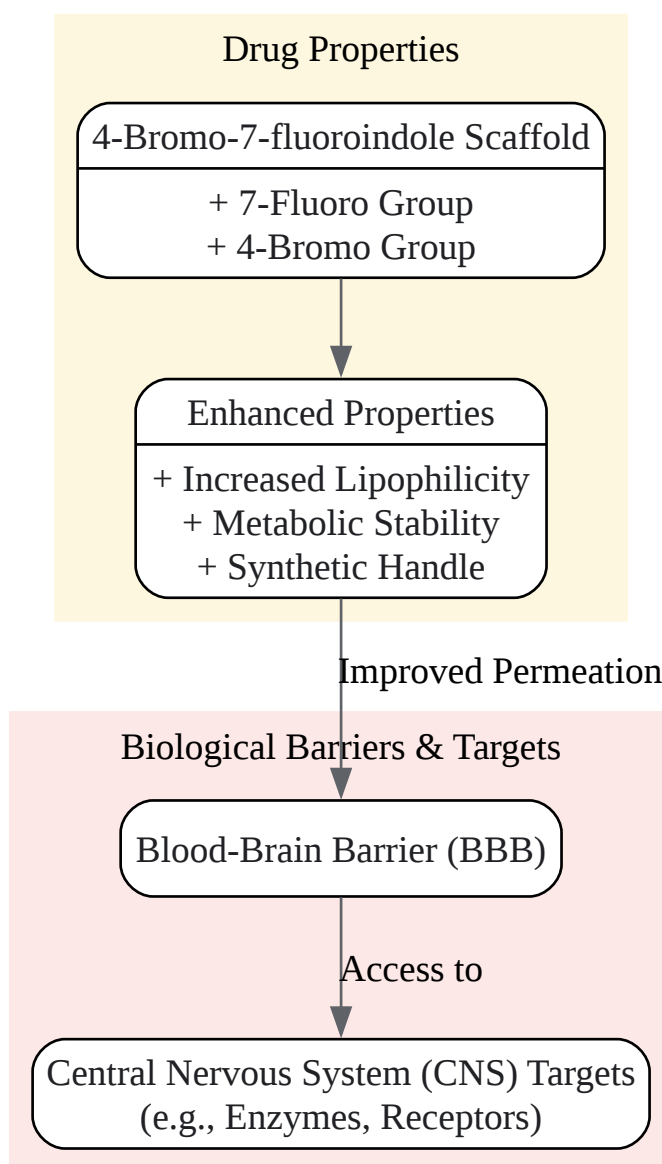 Drug Properties
4-Bromo-7-fluoroindole Scaffold
+ 7-Fluoro Group
+ 4-Bromo Group
Enhanced Properties
+ Increased Lipophilicity
+ Metabolic Stability
+ Synthetic Handle
Improved Permeation
Biological Barriers & Targets
Blood-Brain Barrier (BBB)
Access to
Central Nervous System (CNS) Targets
(e.g., Enzymes, Receptors)